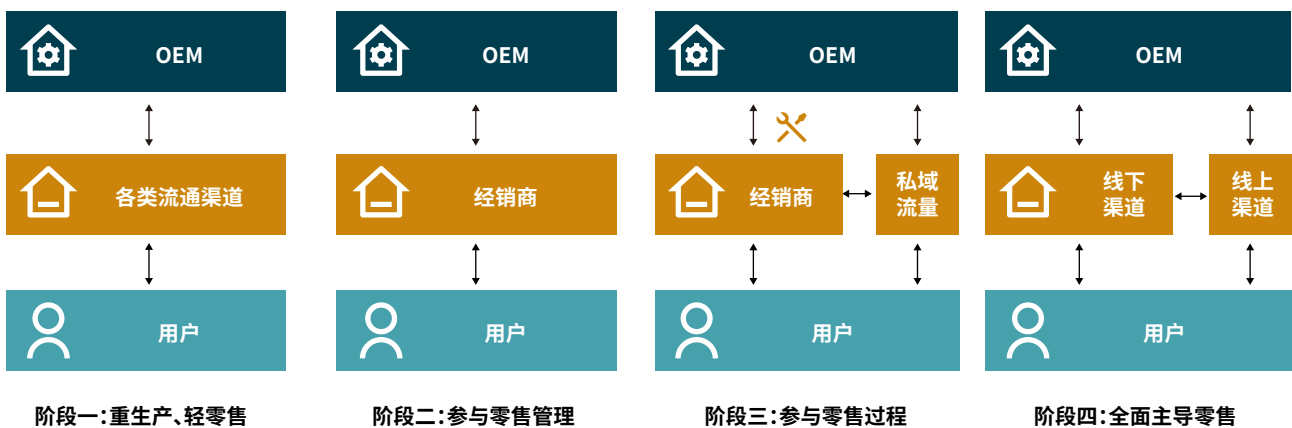 OEM
OEM
OEM
OEM
各类流通渠道
经销商
经销商
私域
流量
线下
渠道
线上
渠道
用户
用户
用户
用户
阶段一：重生产、轻零售
阶段二：参与零售管理
阶段三：参与零售过程
阶段四：全面主导零售